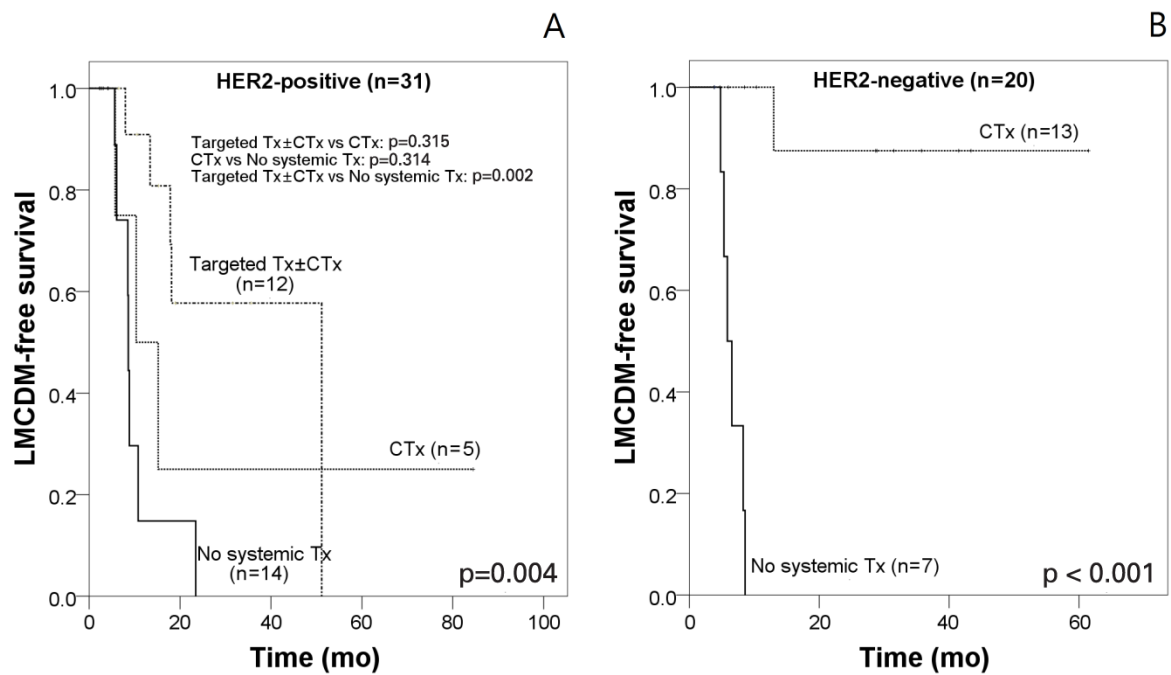 A
HER2-positive (n=31)
Targeted Tx±CTx vs CTx: p=0.315
CTx vs No systemic Tx: p=0.314
Targeted Tx±CTx vs No systemic Tx: p=0.002
Targeted Tx±CTx
(n=12)
CTx (n=5)
No systemic Tx
(n=14)
p=0.004
LMCDM-free survival
1.0
0.8
0.6
0.4
0.2
0.0
0 20 40 60 80 100
Time (mo)
B
HER2-negative (n=20)
CTx (n=13)
No systemic Tx (n=7)
p < 0.001
LMCDM-free survival
1.0
0.8
0.6
0.4
0.2
0.0
0 20 40 60
Time (mo)